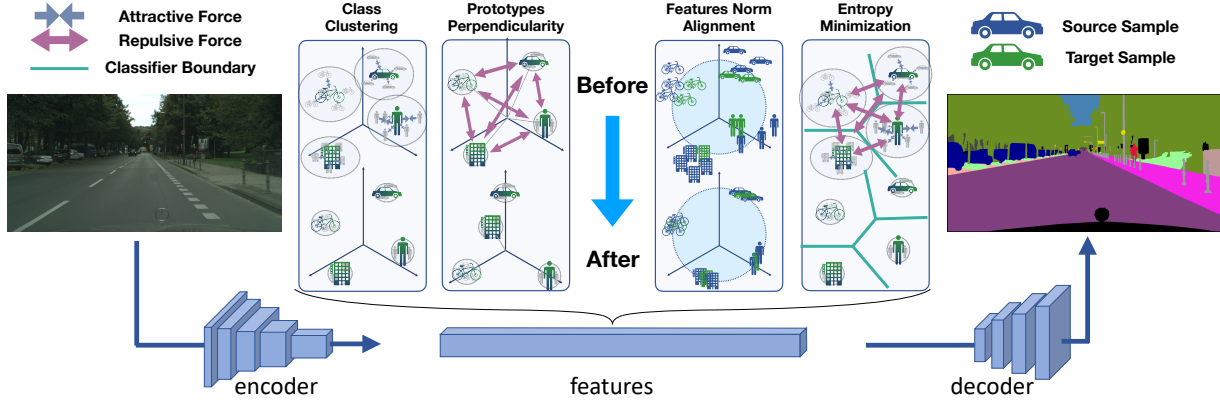 Attractive Force
Repulsive Force
Classifier Boundary
Class
Clustering
Prototypes
Perpendicularity
Features Norm
Alignment
Entropy
Minimization
Source Sample
Target Sample
Before
After
encoder
features
decoder